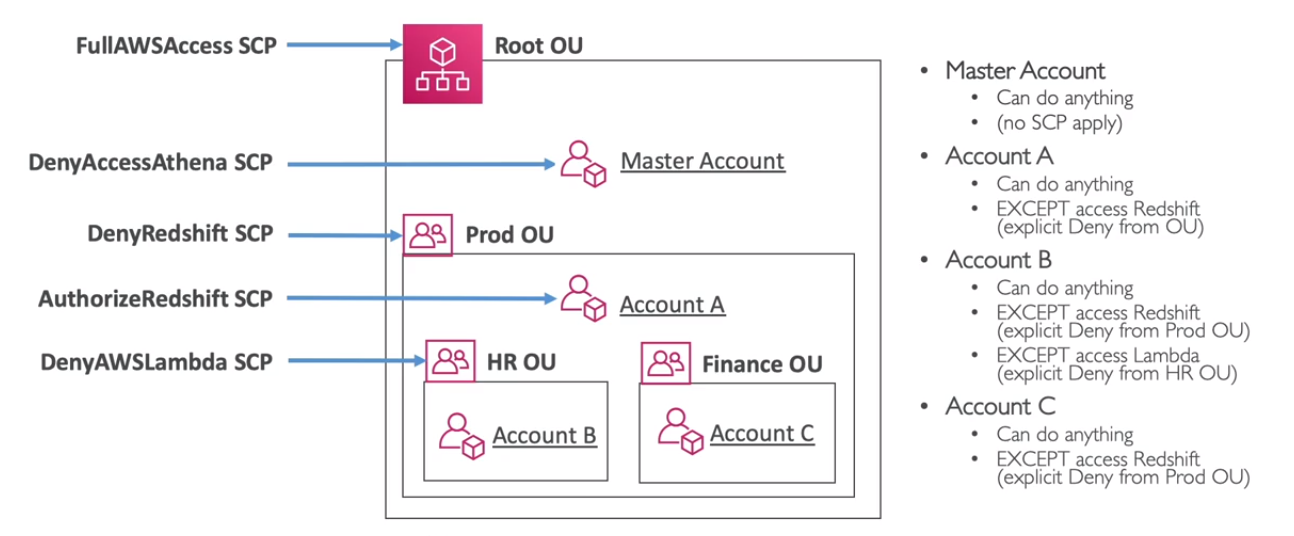 FullAWSAccess SCP
Root OU
DenyAccessAthena SCP
Master Account
DenyRedshift SCP
Prod OU
AuthorizeRedshift SCP
Account A
DenyAWSLambda SCP
HR OU
Finance OU
Account B
Account C
• Master Account
• Can do anything
• (no SCP apply)
• Account A
• Can do anything
• EXCEPT access Redshift
(explicit Deny from OU)
• Account B
• Can do anything
• EXCEPT access Redshift
(explicit Deny from Prod OU)
• EXCEPT access Lambda
(explicit Deny from HR OU)
• Account C
• Can do anything
• EXCEPT access Redshift
(explicit Deny from Prod OU)